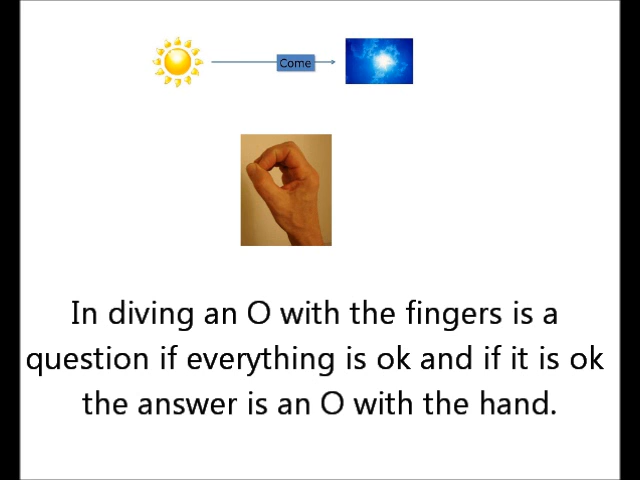 Come
In diving an O with the fingers is a
question if everything is ok and if it is ok
the answer is an O with the hand.